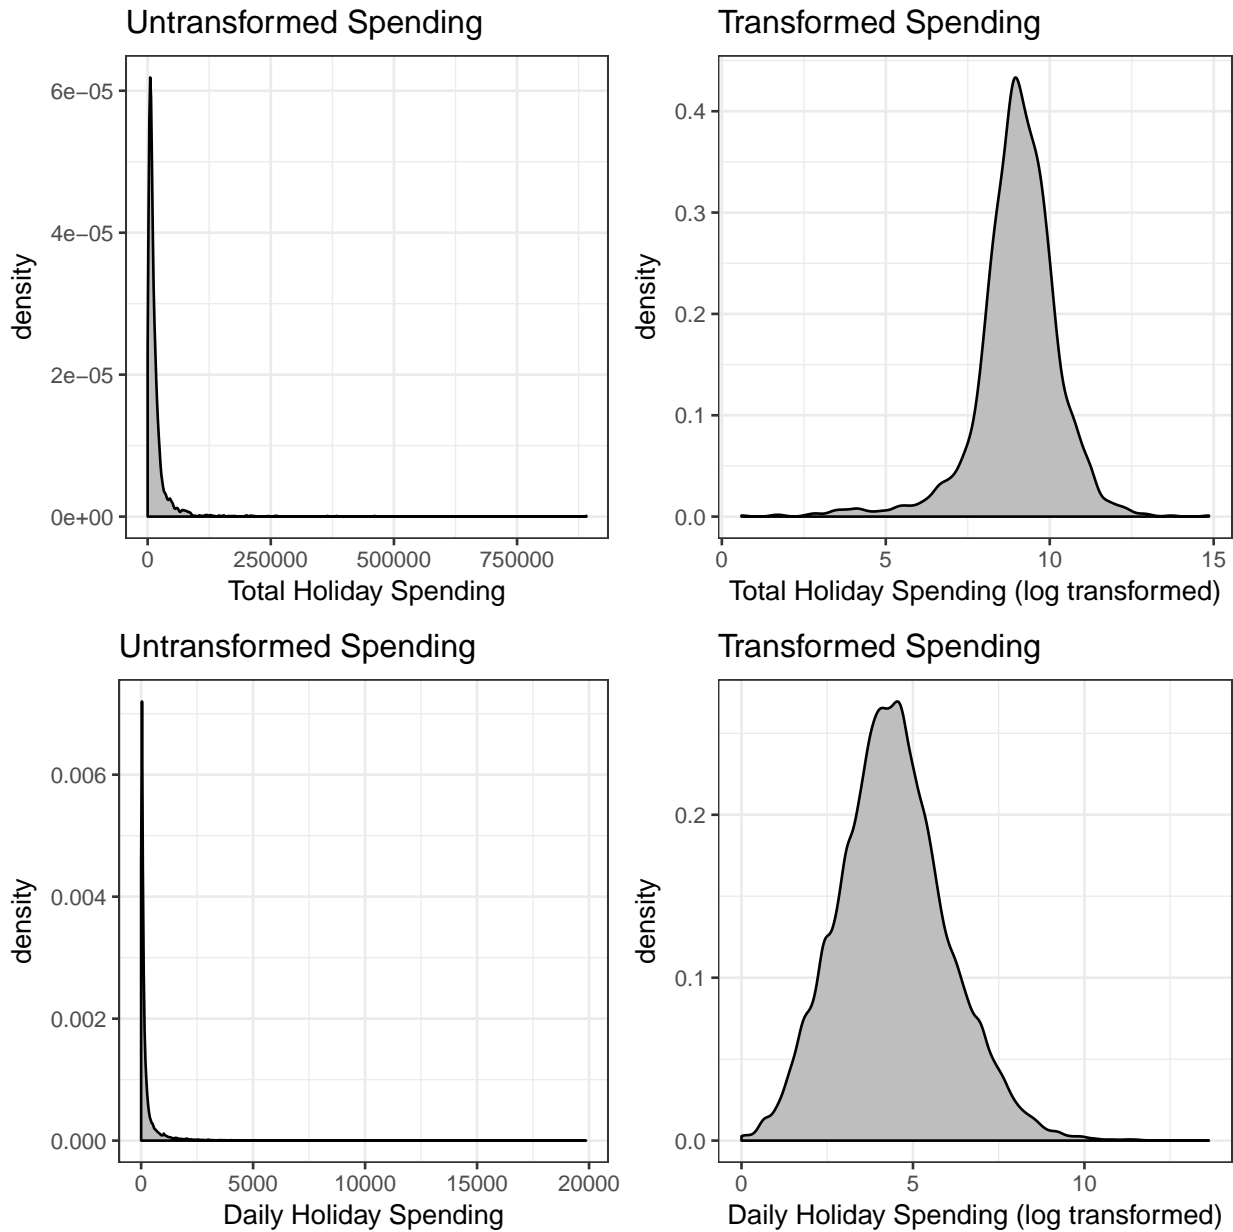 Untransformed Spending
6e−05
4e−05
2e−05
0e+00
density
0 250000 500000 750000
Total Holiday Spending
Transformed Spending
0.4
0.3
0.2
0.1
0.0
density
0 5 10 15
Total Holiday Spending (log transformed)
Untransformed Spending
0.006
0.004
0.002
0.000
density
0 5000 10000 15000 20000
Daily Holiday Spending
Transformed Spending
0.2
0.1
0.0
density
0 5 10
Daily Holiday Spending (log transformed)